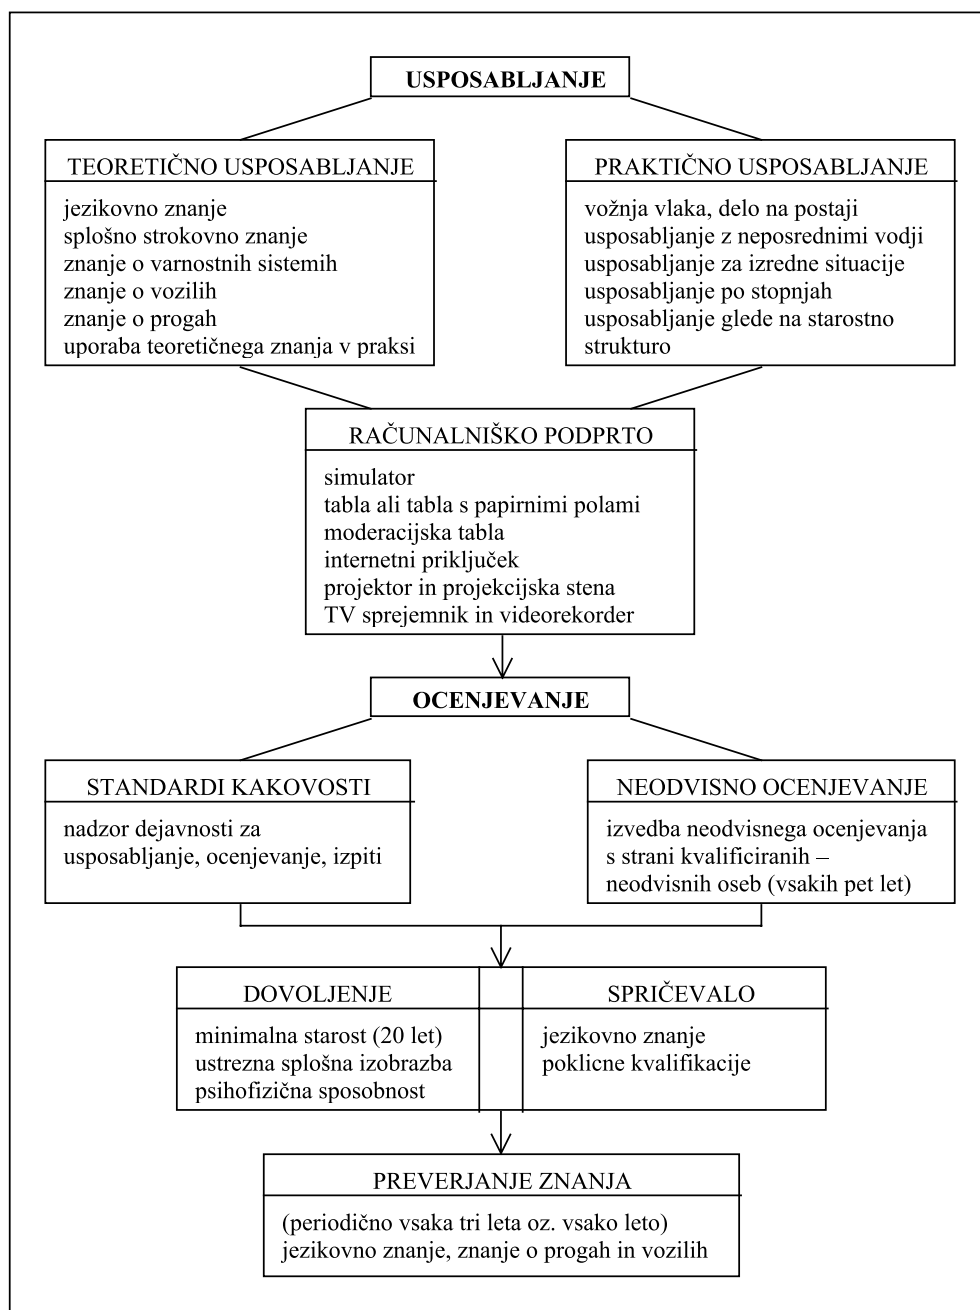 USPOSABLJANJE
TEORETIČNO USPOSABLJANJE
jezikovno znanje
splošno strokovno znanje
znanje o varnostnih sistemih
znanje o vozilih
znanje o progah
uporaba teoretičnega znanja v praksi
PRAKTIČNO USPOSABLJANJE
vožnja vlaka, delo na postaji
usposabljanje z neposrednimi vodji
usposabljanje za izredne situacije
usposabljanje po stopnjah
usposabljanje glede na starostno
strukturo
RAČUNALNIŠKO PODPRTO
simulator
tabla ali tabla s papirnimi polami
moderacijska tabla
internetni priključek
projektor in projekcijska stena
TV sprejemnik in videorekorder
OCENJEVANJE
STANDARDI KAKOVOSTI
nadzor dejavnosti za
usposabljanje, ocenjevanje, izpiti
NEODVISNO OCENJEVANJE
izvedba neodvisnega ocenjevanja
s strani kvalificiranih –
neodvisnih oseb (vsakih pet let)
DOVOLJENJE
minimalna starost (20 let)
ustrezna splošna izobrazba
psihofizična sposobnost
SPRIČEVALO
jezikovno znanje
poklicne kvalifikacije
PREVERJANJE ZNANJA
(periodično vsaka tri leta oz. vsako leto)
jezikovno znanje, znanje o progah in vozilih